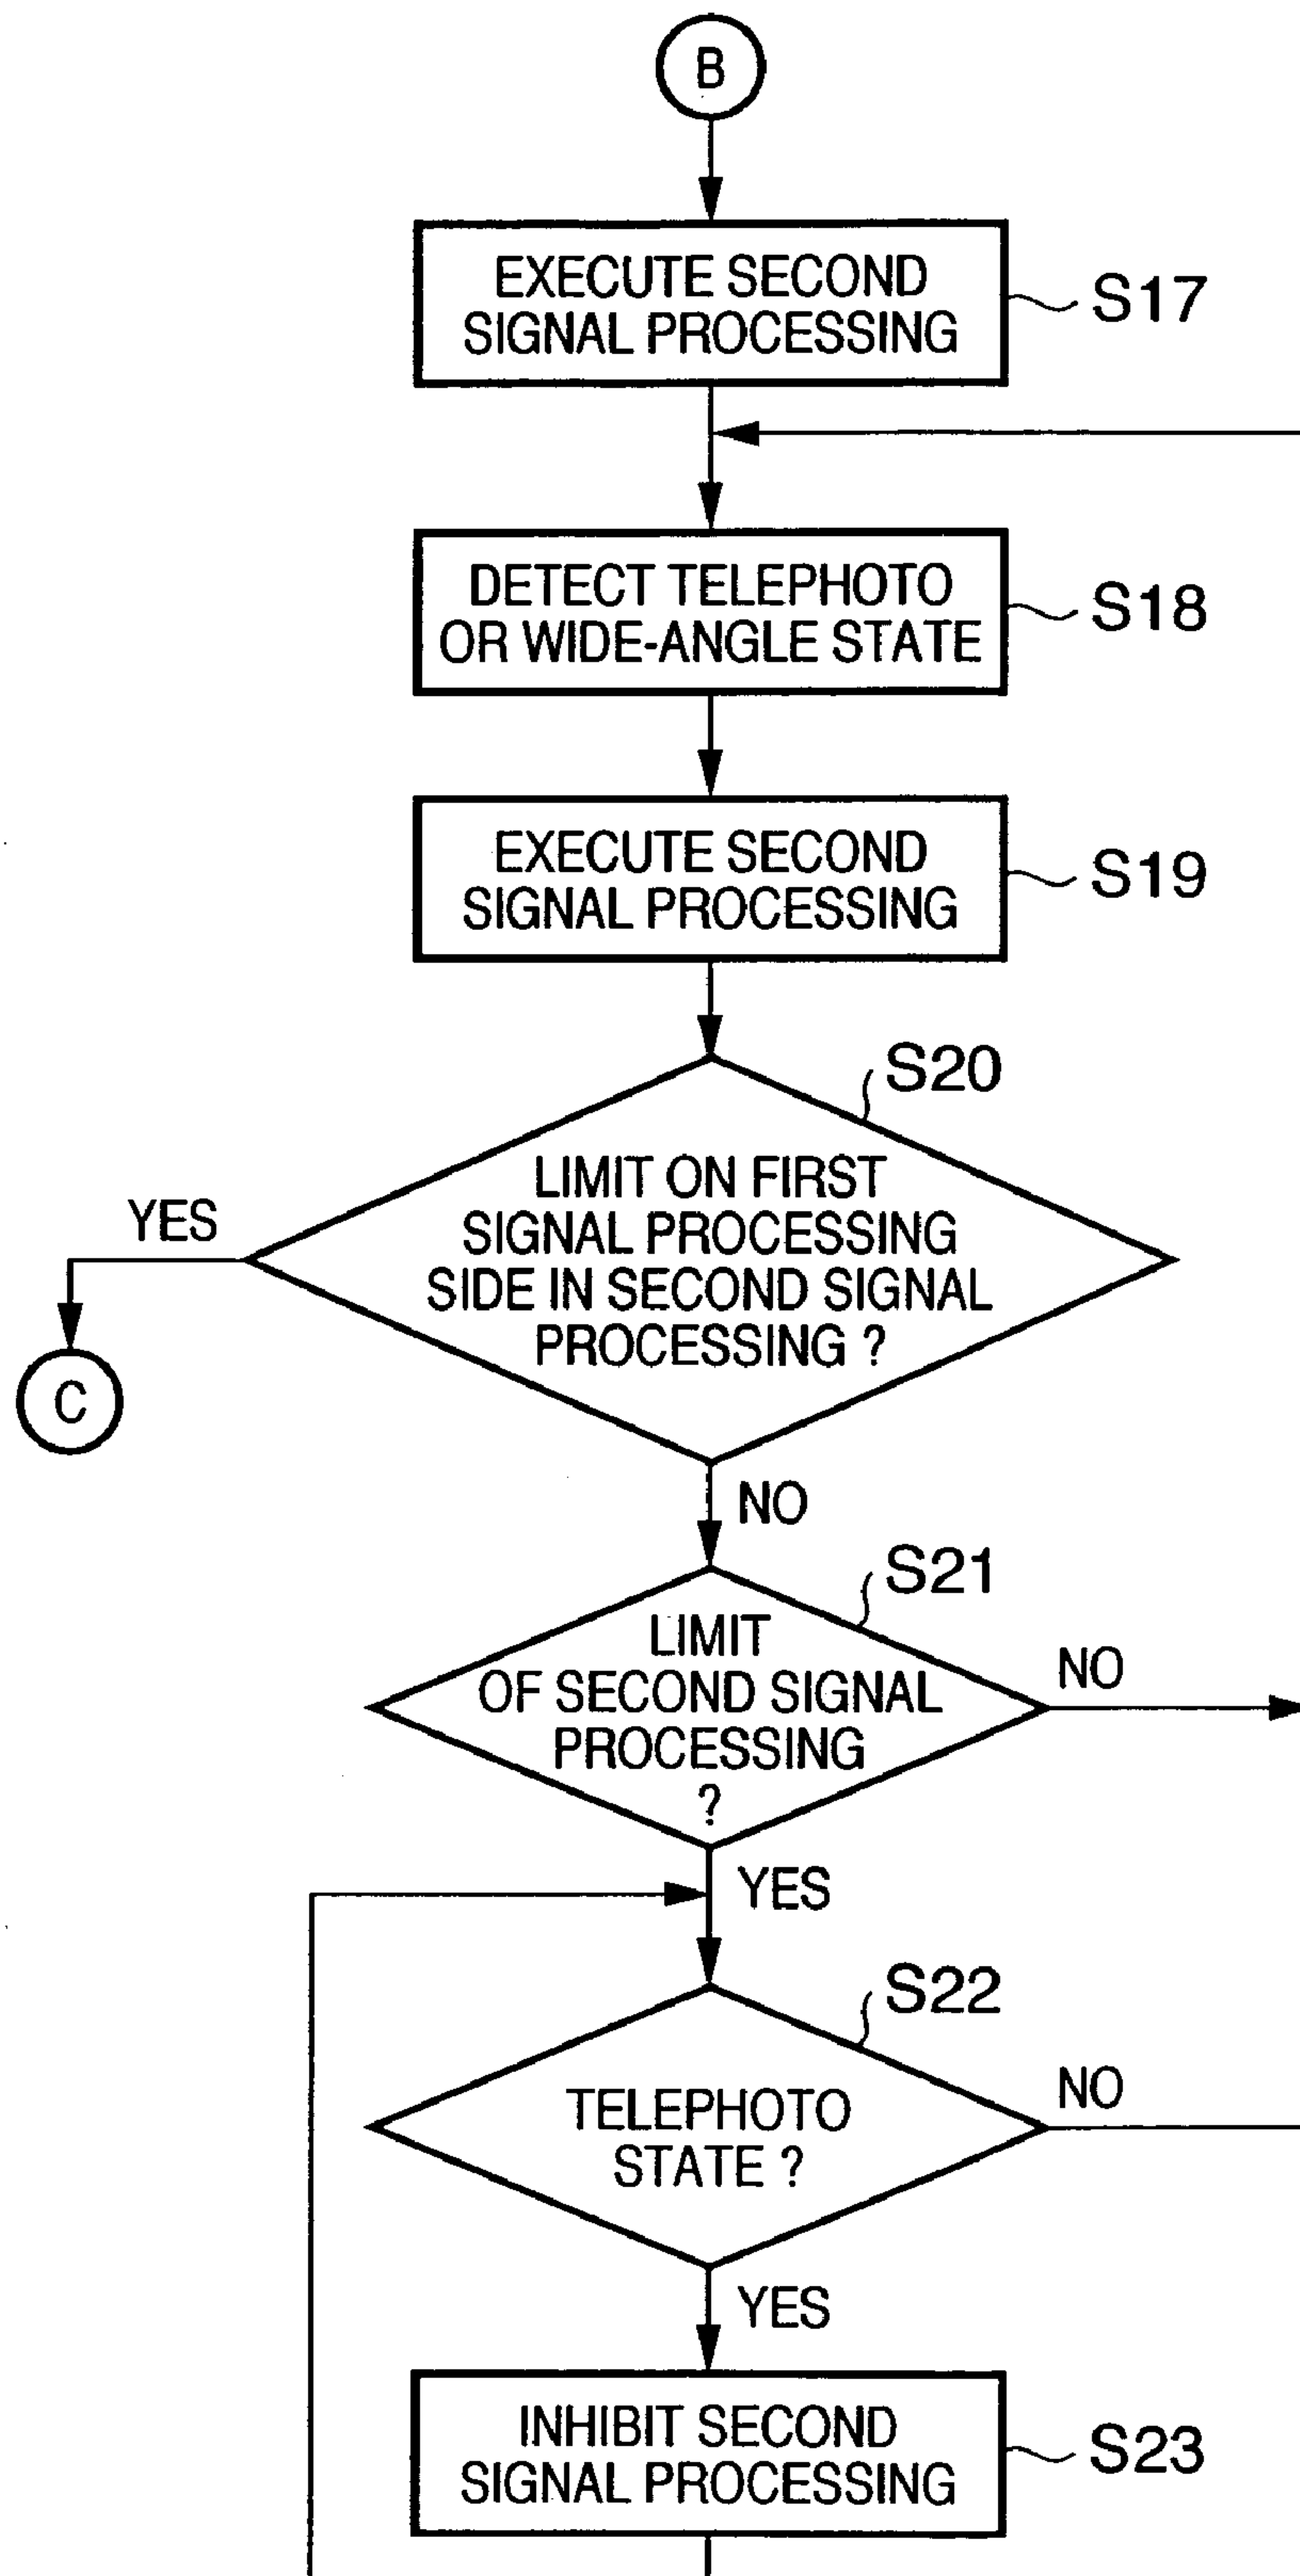 B
EXECUTE SECOND
SIGNAL PROCESSING
S17
DETECT TELEPHOTO
OR WIDE-ANGLE STATE
S18
EXECUTE SECOND
SIGNAL PROCESSING
S19
S20
LIMIT ON FIRST
SIGNAL PROCESSING
SIDE IN SECOND SIGNAL
PROCESSING ?
YES
C
NO
S21
LIMIT
OF SECOND SIGNAL
PROCESSING
?
NO
YES
S22
TELEPHOTO
STATE ?
NO
YES
INHIBIT SECOND
SIGNAL PROCESSING
S23